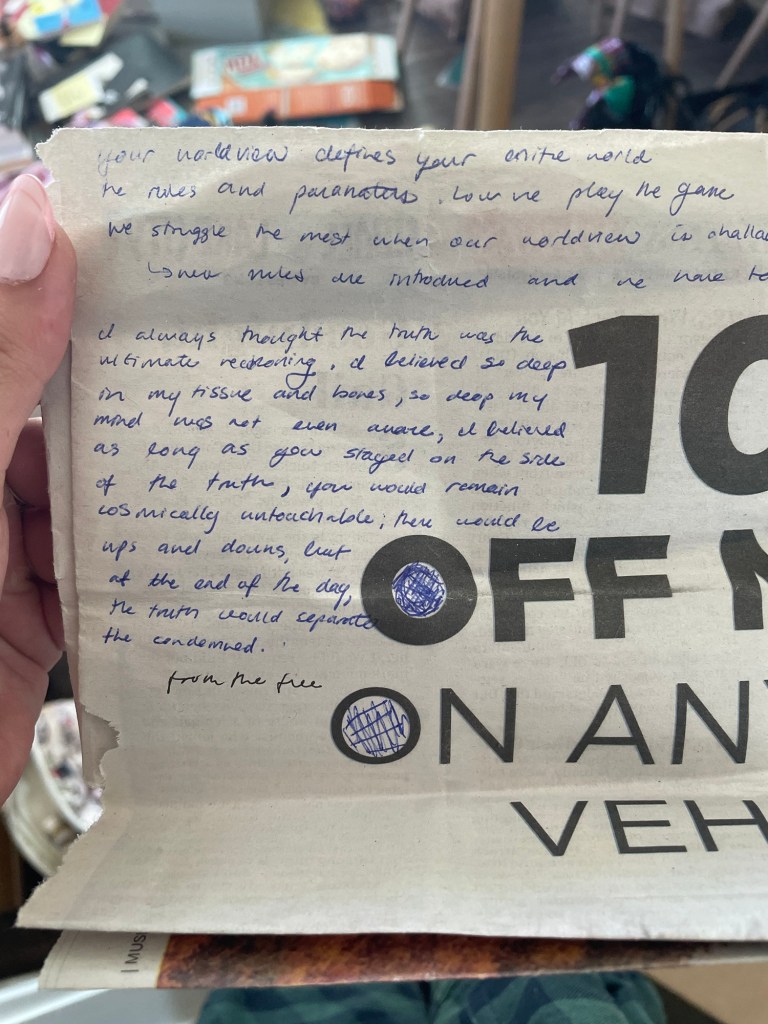 your worldview defines your entire world
the rules and parameters. how we play the game
We struggle the most when our worldview is challe
↳new rules are introduced and we have to
I always thought the truth was the
ultimate reckoning. I believed so deep
in my tissue and bones, so deep my
mind was not even aware, I believed
as long as you stayed on the side
of the truth, you would remain
cosmically untouchable; there would be
ups and downs, but
at the end of the day,
the truth would separate
the condemned.
from the free
10
OFF
ON ANY
VEH
I MUS